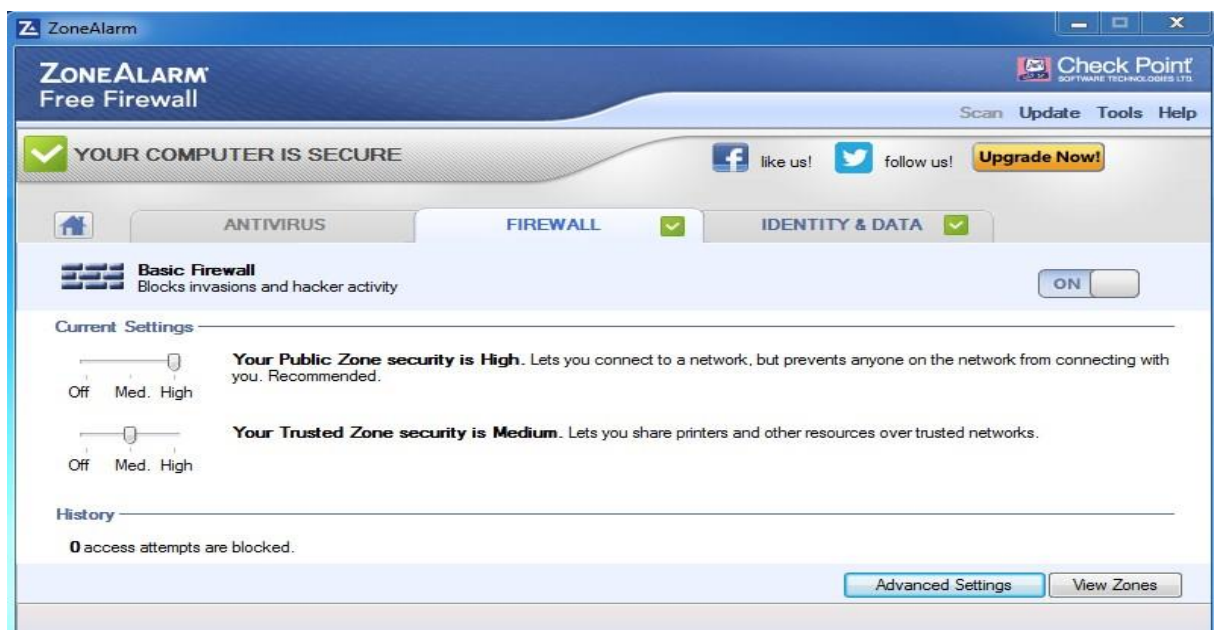 ZoneAlarm
ZONEALARM
Free Firewall
Check Point
SOFTWARE TECHNOLOGIES LTD.
Scan Update Tools Help
YOUR COMPUTER IS SECURE
like us! follow us! Upgrade Now!
ANTIVIRUS FIREWALL IDENTITY & DATA
Basic Firewall
Blocks invasions and hacker activity
ON
Current Settings
Your Public Zone security is High. Lets you connect to a network, but prevents anyone on the network from connecting with
you. Recommended.
Off Med. High
Your Trusted Zone security is Medium. Lets you share printers and other resources over trusted networks.
Off Med. High
History
0 access attempts are blocked.
Advanced Settings View Zones